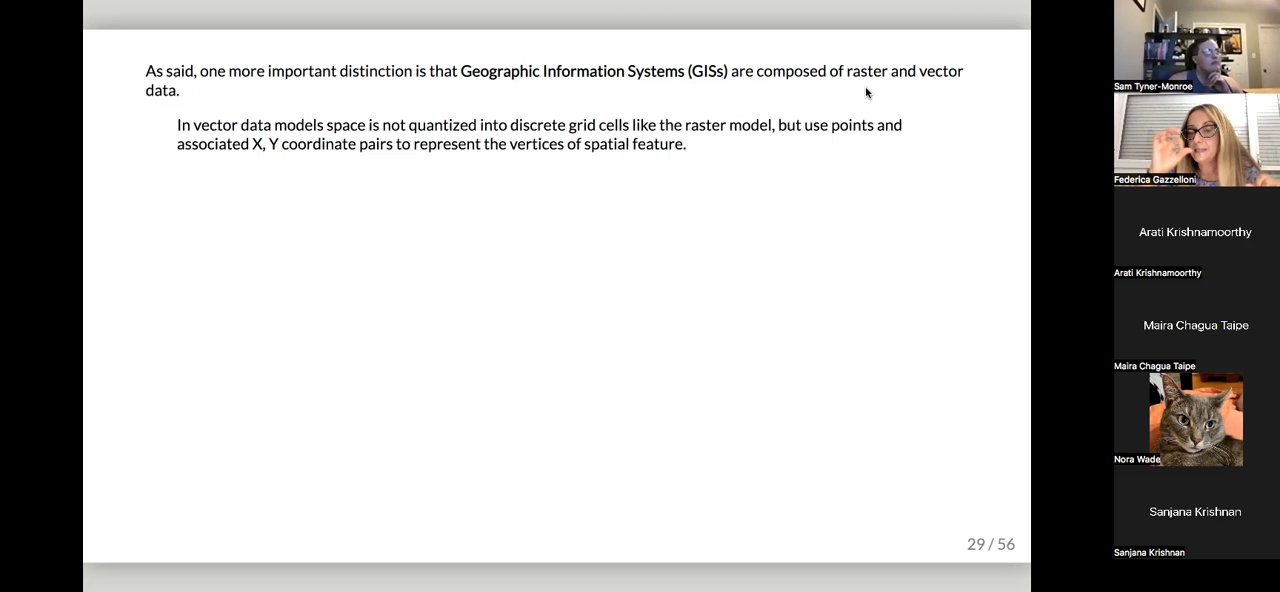 As said, one more important distinction is that Geographic Information Systems (GISs) are composed of raster and vector
data.
In vector data models space is not quantized into discrete grid cells like the raster model, but use points and
associated X, Y coordinate pairs to represent the vertices of spatial feature.
29 / 56
Sam Tyner-Monroe
Federica Gazzelloni
Arati Krishnamoorthy
Arati Krishnamoorthy
Maira Chagua Taipe
Maira Chagua Taipe
Nora Wade
Sanjana Krishnan
Sanjana Krishnan